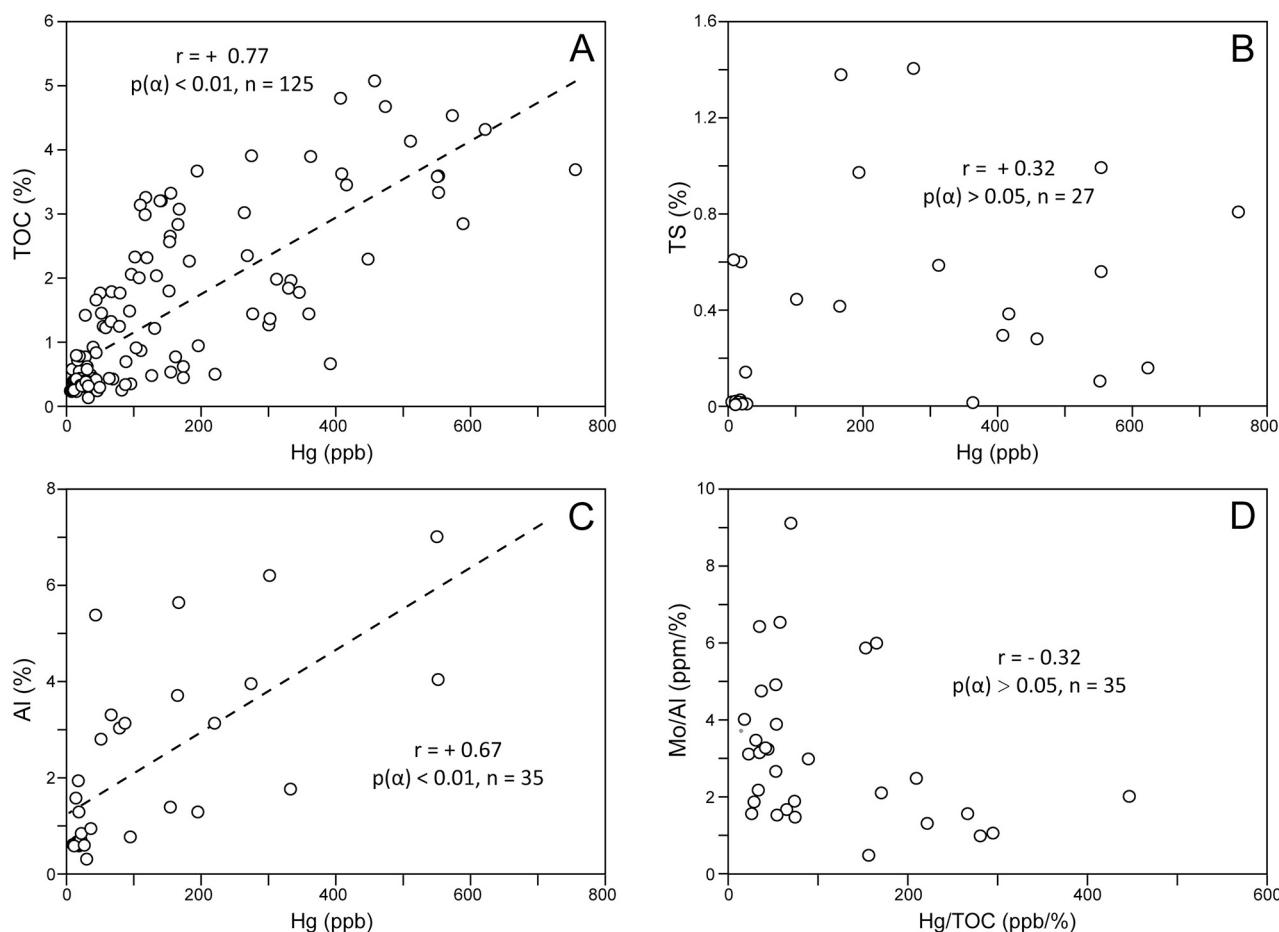 A
r = + 0.77
p(α) < 0.01, n = 125
TOC (%)
6
5
4
3
2
1
0
0 200 400 600 800
Hg (ppb)
B
r = + 0.32
p(α) > 0.05, n = 27
TS (%)
1.6
1.2
0.8
0.4
0
0 200 400 600 800
Hg (ppb)
C
r = + 0.67
p(α) < 0.01, n = 35
Al (%)
8
6
4
2
0
0 200 400 600 800
Hg (ppb)
D
r = - 0.32
p(α) > 0.05, n = 35
Mo/Al (ppm/%)
10
8
6
4
2
0
0 200 400 600
Hg/TOC (ppb/%)